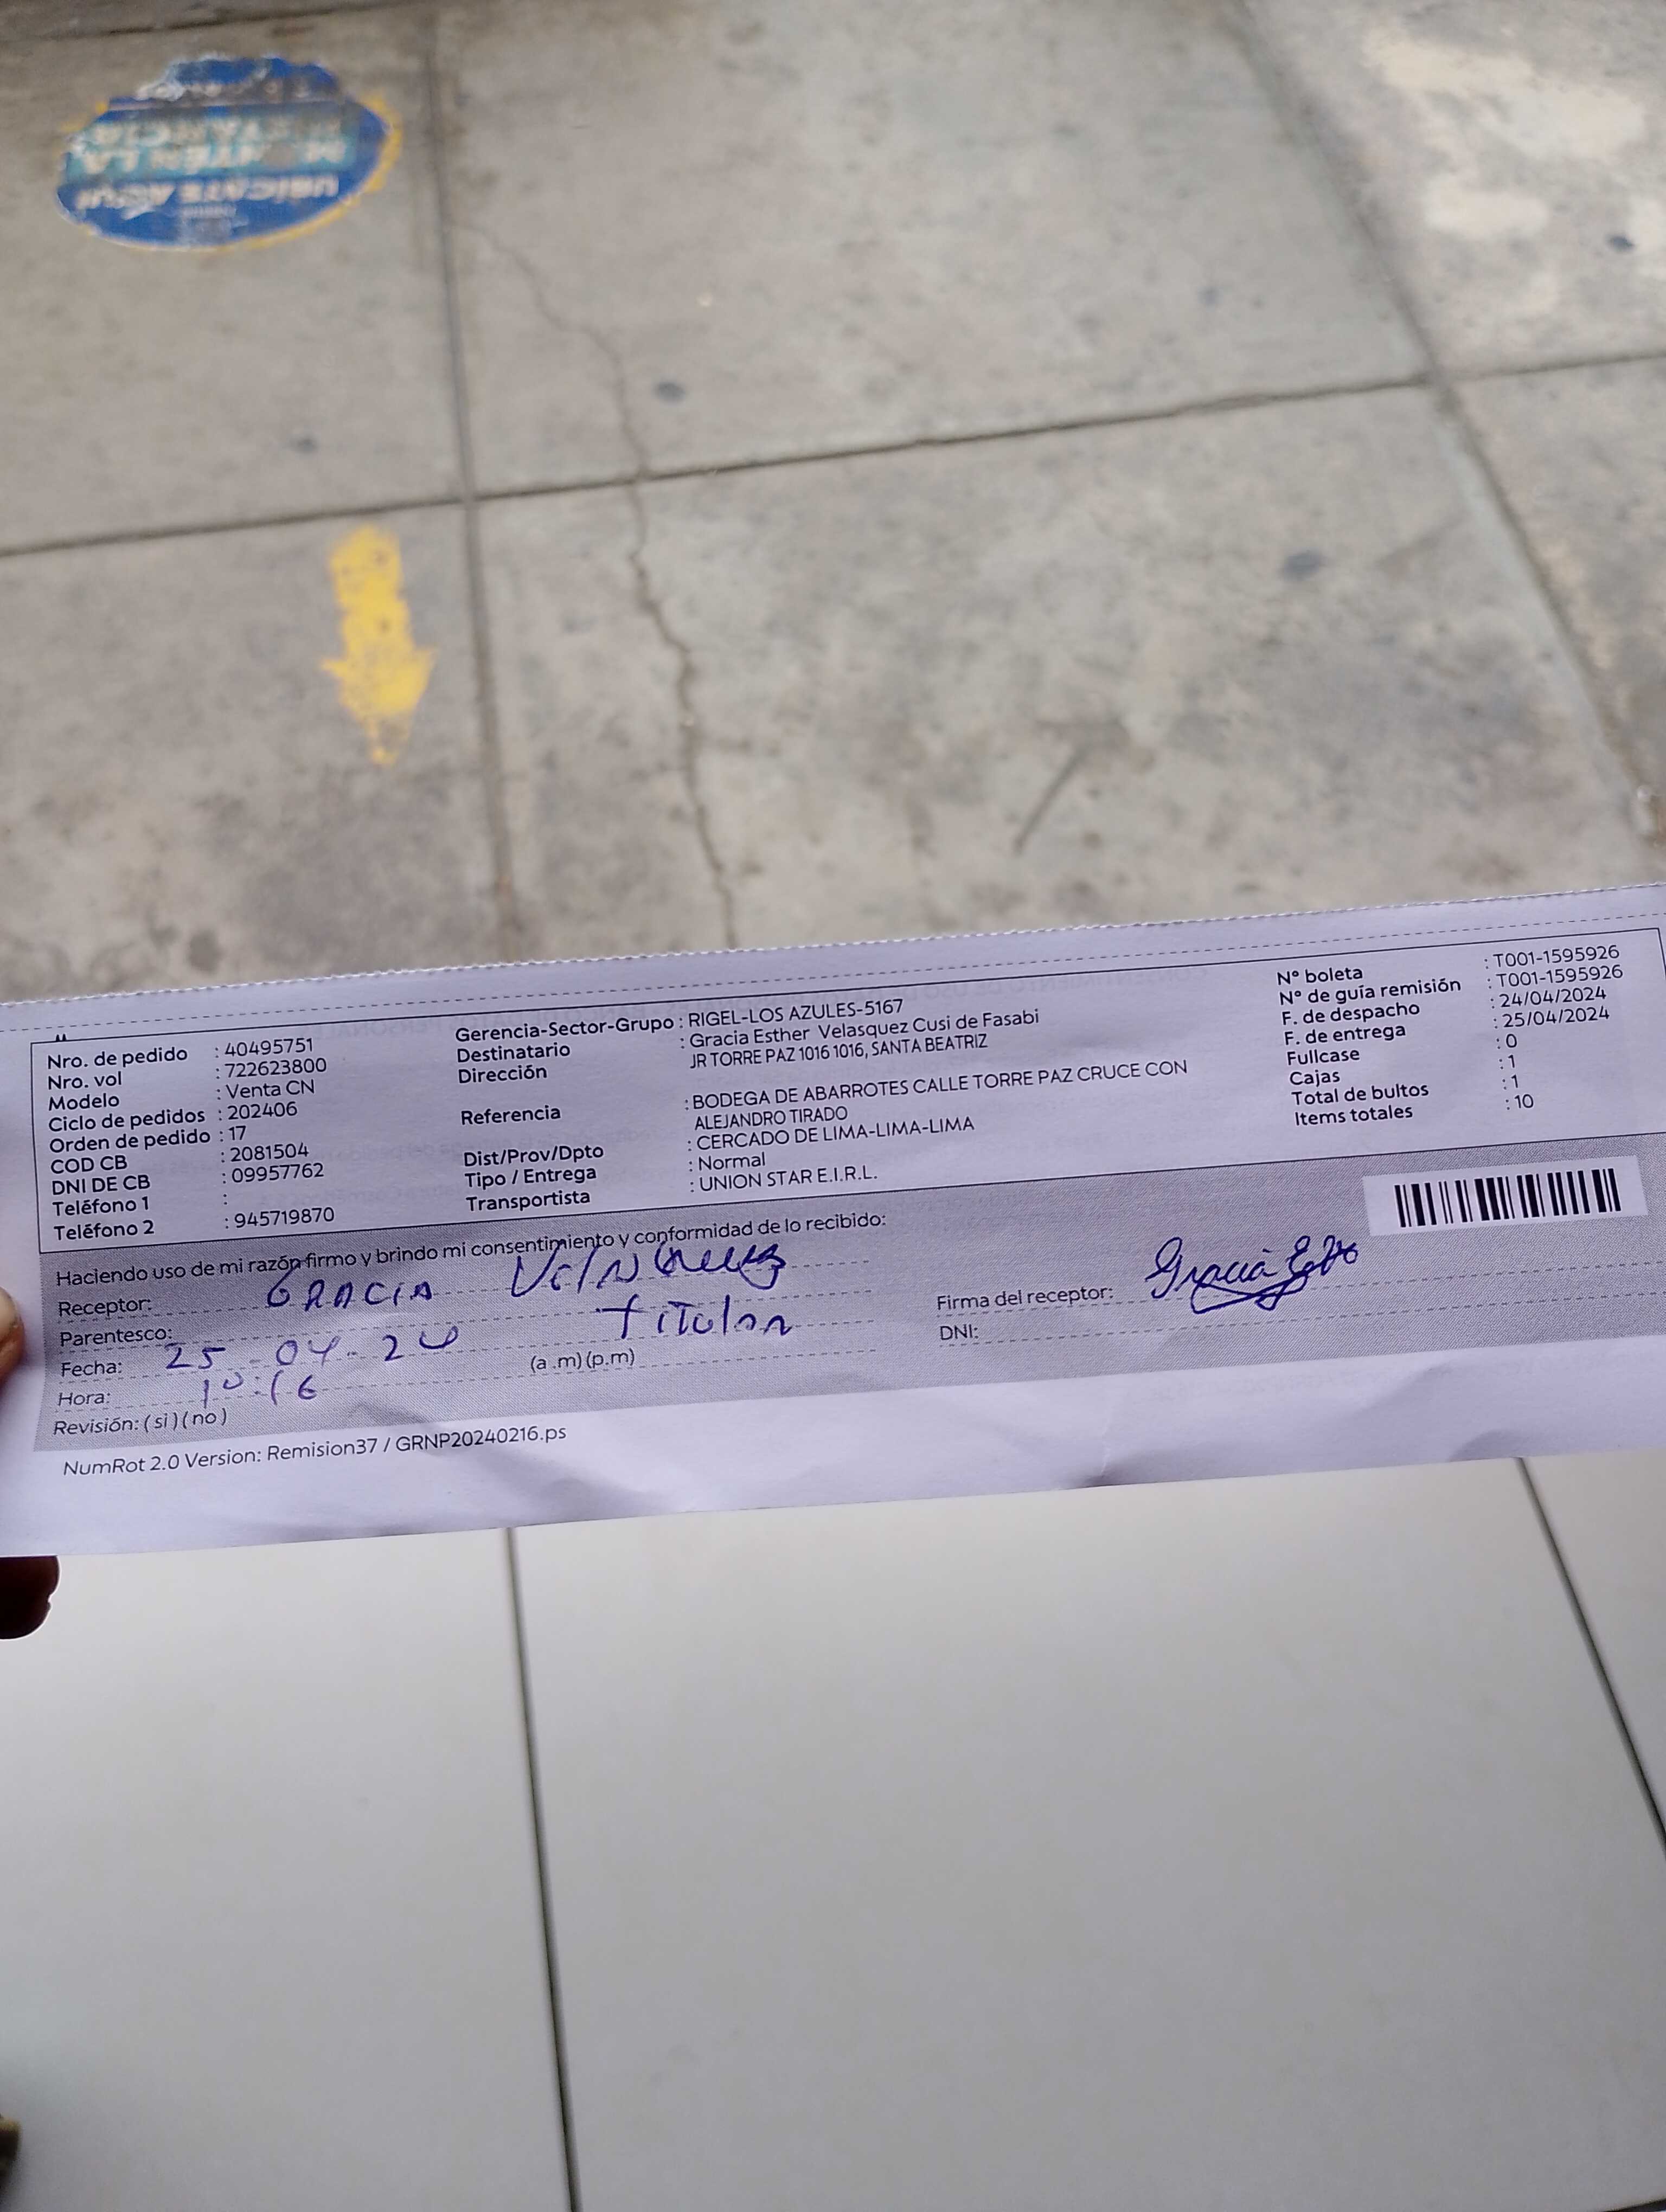 UBÍCATE AQUÍ
MANTÉN LA
DISTANCIA
Nro. de pedido : 40495751
Nro. vol : 722623800
Modelo : Venta CN
Ciclo de pedidos : 202406
Orden de pedido : 17
COD CB : 2081504
DNI DE CB : 09957762
Teléfono 1 :
Teléfono 2 : 945719870
Gerencia-Sector-Grupo : RIGEL-LOS AZULES-5167
Destinatario : Gracia Esther Velasquez Cusi de Fasabi
Dirección JR TORRE PAZ 1016 1016, SANTA BEATRIZ
Referencia : BODEGA DE ABARROTES CALLE TORRE PAZ CRUCE CON
ALEJANDRO TIRADO
Dist/Prov/Dpto : CERCADO DE LIMA-LIMA-LIMA
Tipo / Entrega : Normal
Transportista : UNION STAR E.I.R.L.
N° boleta : T001-1595926
N° de guía remisión : T001-1595926
F. de despacho : 24/04/2024
F. de entrega : 25/04/2024
Fullcase : 0
Cajas : 1
Total de bultos : 1
Items totales : 10
Haciendo uso de mi razón firmo y brindo mi consentimiento y conformidad de lo recibido:
Receptor: GRACIA
Parentesco: Titular
Fecha: 25-04-24
Hora: 10:16 (a .m) (p.m)
Revisión: ( si ) ( no )
Firma del receptor: Gracia
DNI:
NumRot 2.0 Version: Remision37 / GRNP20240216.ps